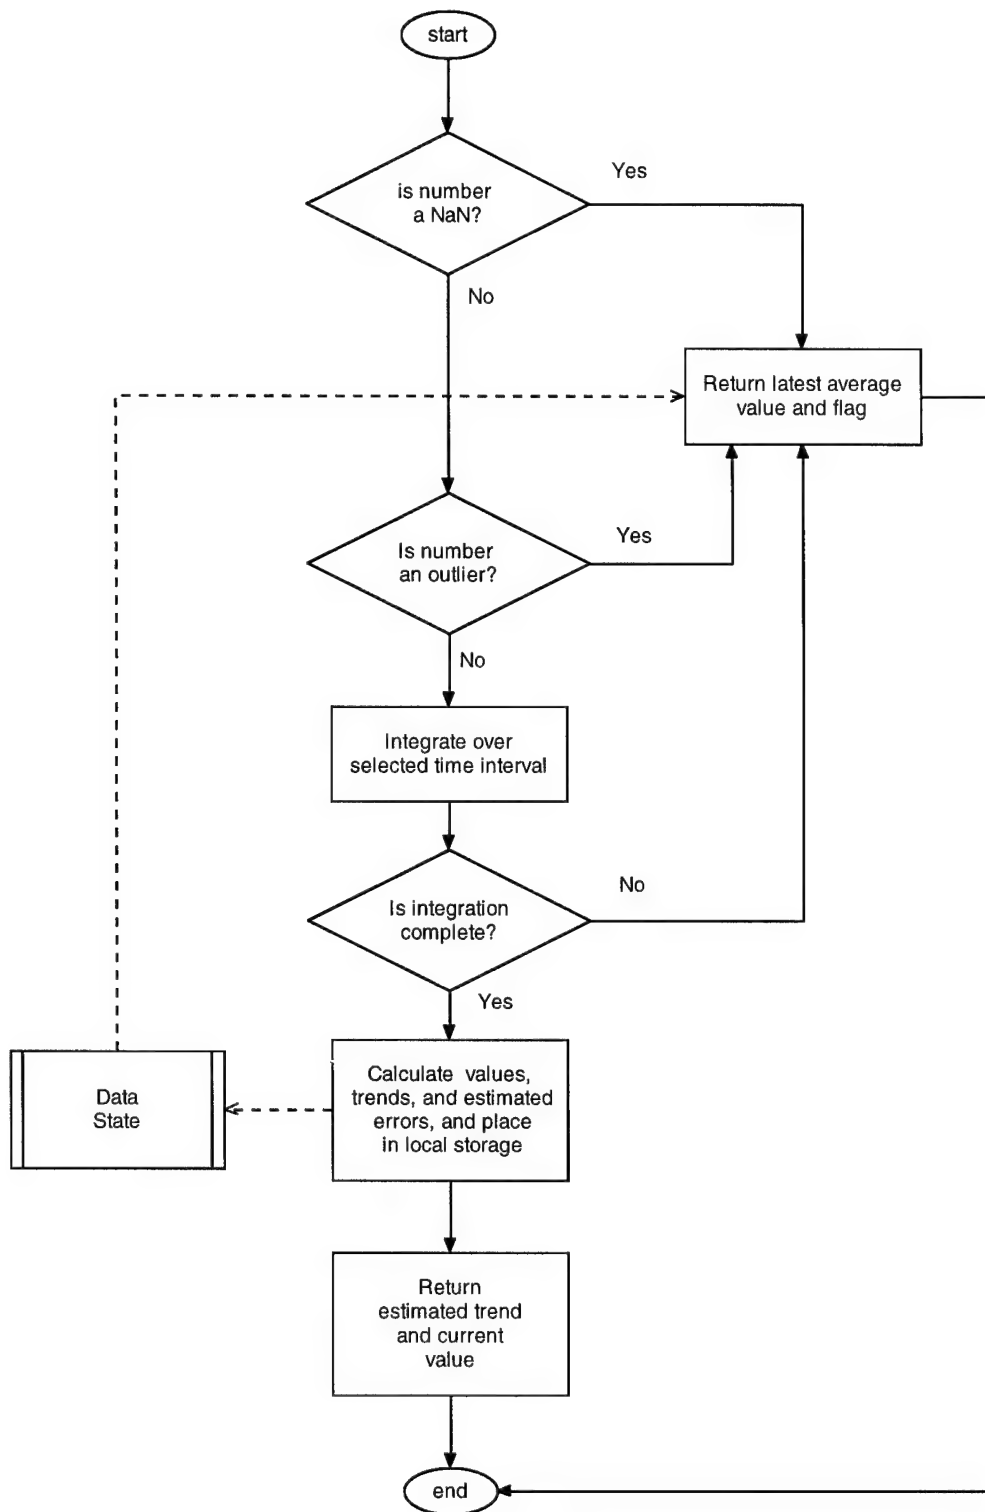 start
is number
a NaN?
Yes
No
Return latest average
value and flag
Is number
an outlier?
Yes
No
Integrate over
selected time interval
Is integration
complete?
No
Yes
Data
State
Calculate values,
trends, and estimated
errors, and place
in local storage
Return
estimated trend
and current
value
end